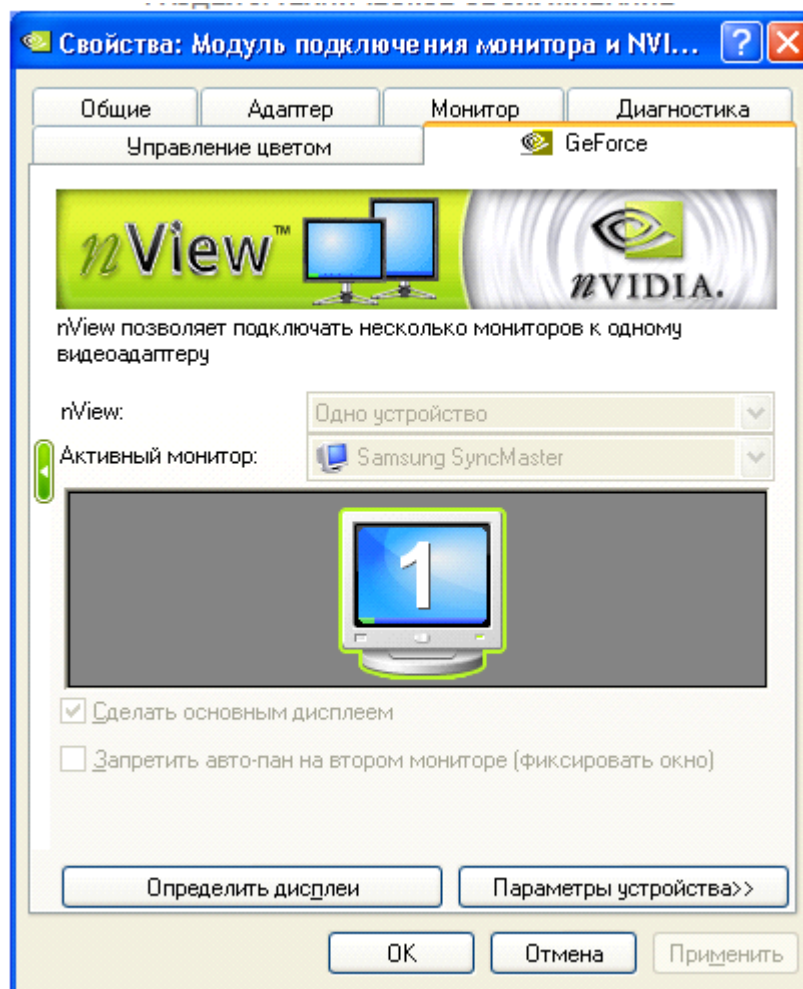 Свойства: Модуль подключения монитора и NVI...
Общие Адаптер Монитор Диагностика
Управление цветом GeForce
nView™ nVIDIA.
nView позволяет подключать несколько мониторов к одному
видеоадаптеру
nView: Одно устройство
Активный монитор: Samsung SyncMaster
1
Сделать основным дисплеем
Запретить авто-пан на втором мониторе (фиксировать окно)
Определить дисплеи Параметры устройства>>
OK Отмена Применить